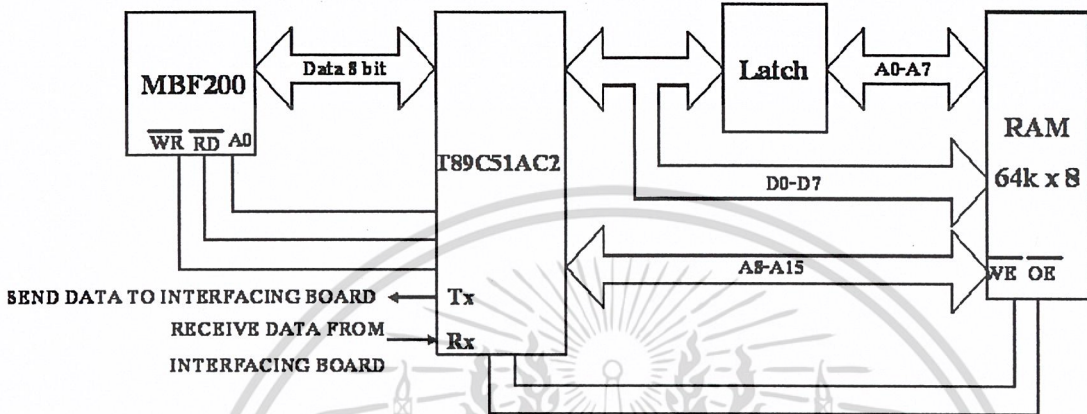 MBF200
WR RD A0
Data 8 bit
T89C51AC2
Tx
Rx
SEND DATA TO INTERFACING BOARD
RECEIVE DATA FROM
INTERFACING BOARD
Latch
A0-A7
D0-D7
A8-A15
RAM
64k x 8
WE OE